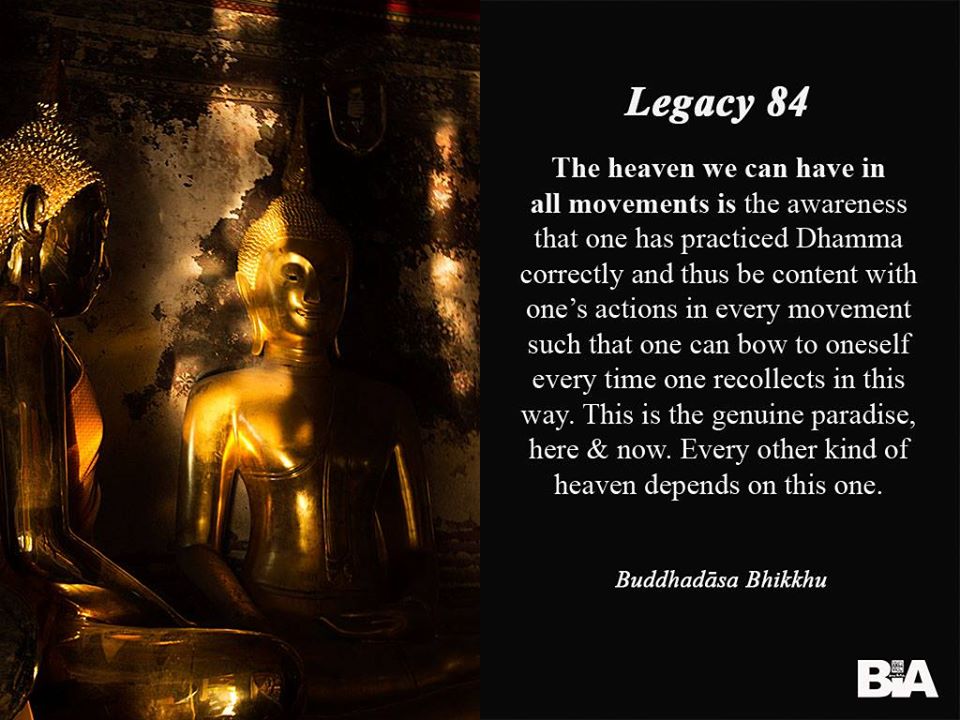 Legacy 84
The heaven we can have in
all movements is the awareness
that one has practiced Dhamma
correctly and thus be content with
one’s actions in every movement
such that one can bow to oneself
every time one recollects in this
way. This is the genuine paradise,
here & now. Every other kind of
heaven depends on this one.
Buddhadāsa Bhikkhu
BIA